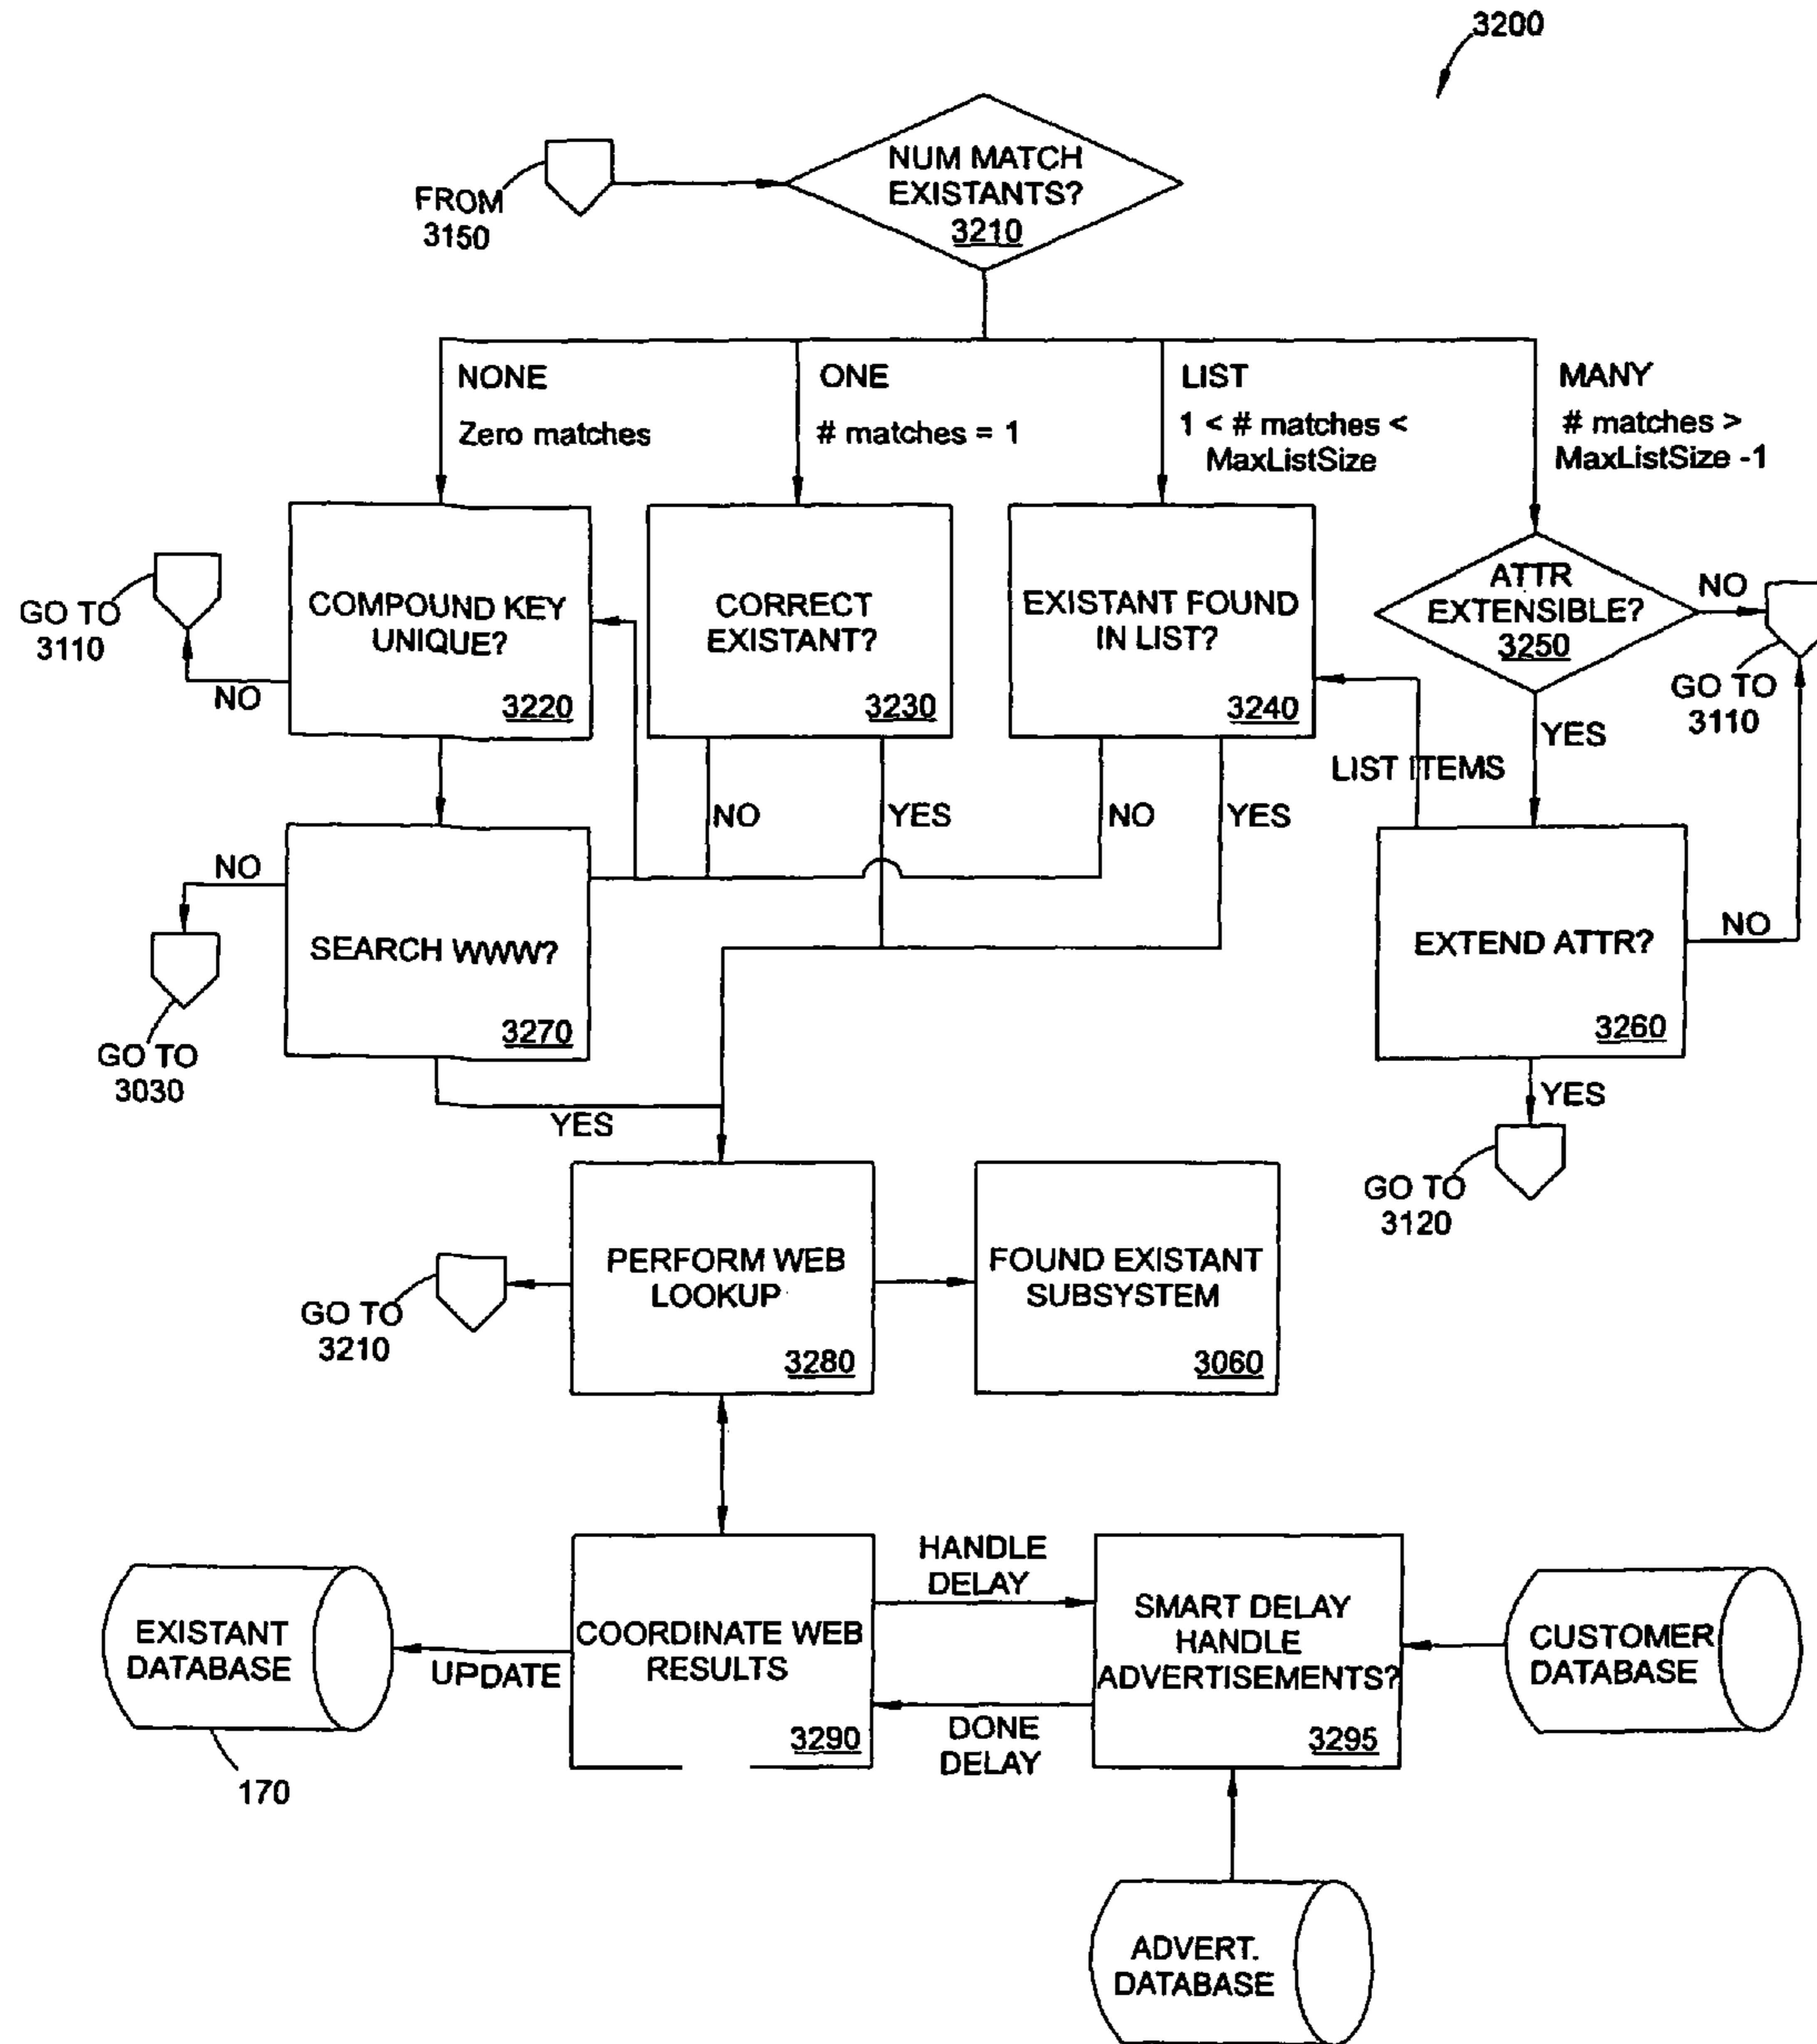 3200
NUM MATCH
EXISTANTS?
3210
FROM
3150
NONE
Zero matches
ONE
# matches = 1
LIST
1 < # matches <
MaxListSize
MANY
# matches >
MaxListSize -1
GO TO
3110
NO
COMPOUND KEY
UNIQUE?
3220
CORRECT
EXISTANT?
3230
EXISTANT FOUND
IN LIST?
3240
ATTR
EXTENSIBLE?
3250
NO
GO TO
3110
YES
LIST ITEMS
NO
YES
NO
YES
NO
SEARCH WWW?
3270
GO TO
3030
YES
EXTEND ATTR?
3260
NO
YES
GO TO
3120
PERFORM WEB
LOOKUP
3280
GO TO
3210
FOUND EXISTANT
SUBSYSTEM
3060
EXISTANT
DATABASE
170
UPDATE
COORDINATE WEB
RESULTS
3290
HANDLE
DELAY
DONE
DELAY
SMART DELAY
HANDLE
ADVERTISEMENTS?
3295
CUSTOMER
DATABASE
ADVERT.
DATABASE